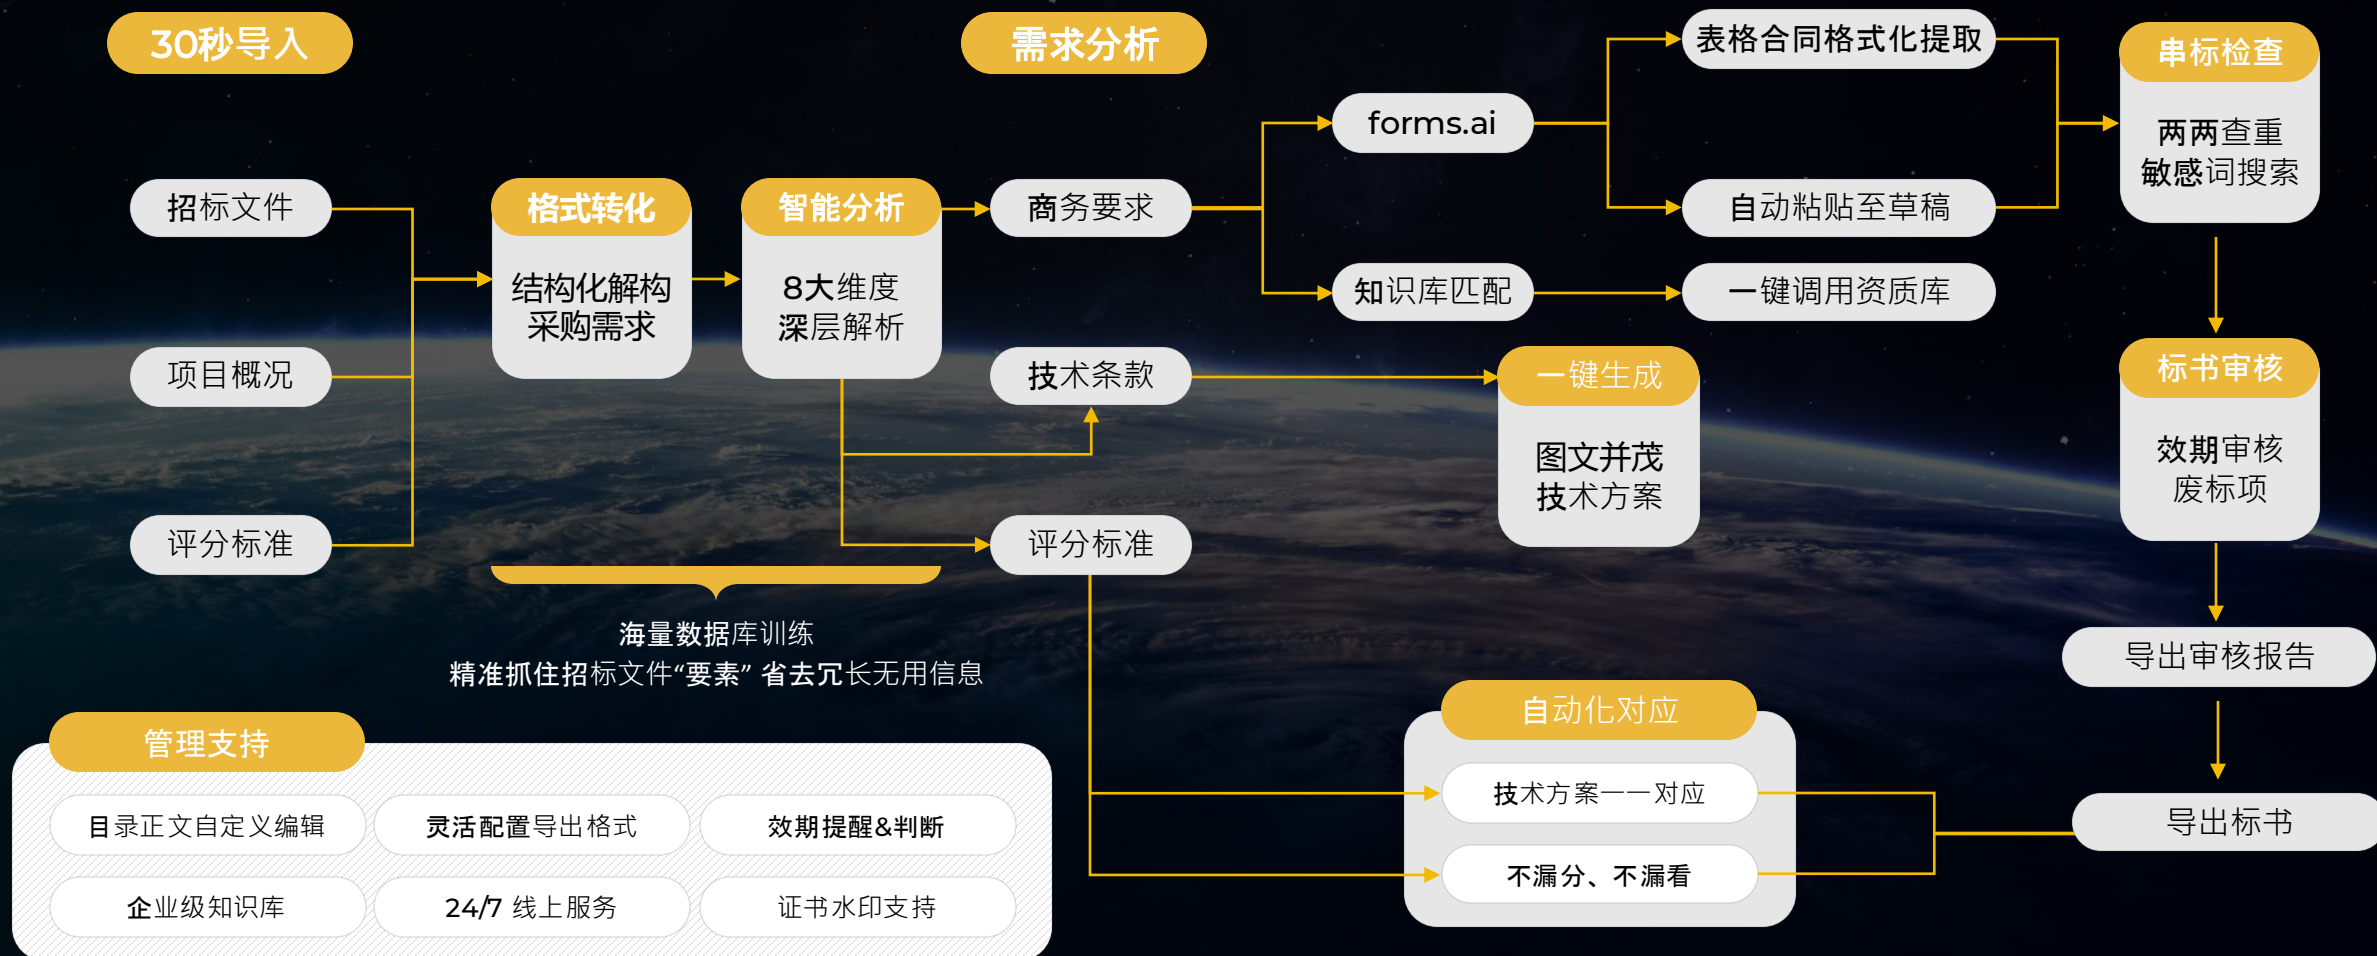 30秒导入
需求分析
招标文件
项目概况
评分标准
格式转化
结构化解构
采购需求
智能分析
8大维度
深层解析
海量数据库训练
精准抓住招标文件“要素” 省去冗长无用信息
商务要求
技术条款
评分标准
forms.ai
知识库匹配
表格合同格式化提取
自动粘贴至草稿
一键调用资质库
一键生成
图文并茂
技术方案
串标检查
两两查重
敏感词搜索
标书审核
效期审核
废标项
导出审核报告
导出标书
自动化对应
技术方案一一对应
不漏分、不漏看
管理支持
目录正文自定义编辑
灵活配置导出格式
效期提醒&判断
企业级知识库
24/7 线上服务
证书水印支持